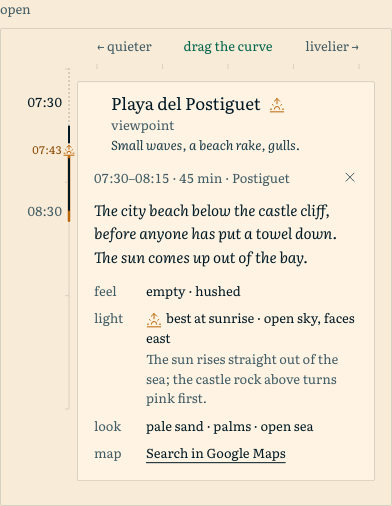 open
← quieter drag the curve livelier →
07:30
Playa del Postiguet
viewpoint
Small waves, a beach rake, gulls.
07:43
07:30–08:15 · 45 min · Postiguet ×
08:30
The city beach below the castle cliff,
before anyone has put a towel down.
The sun comes up out of the bay.
feel empty · hushed
light best at sunrise · open sky, faces
east
The sun rises straight out of the
sea; the castle rock above turns
pink first.
look pale sand · palms · open sea
map Search in Google Maps